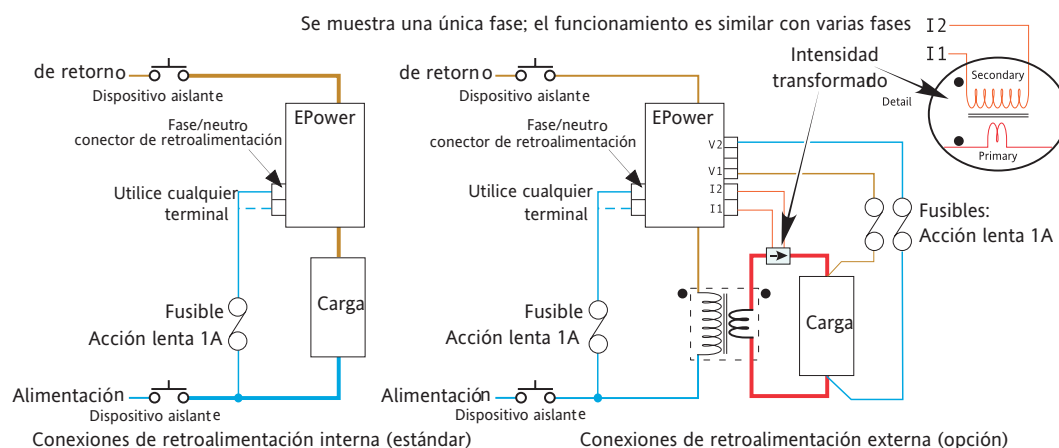 Se muestra una única fase; el funcionamiento es similar con varias fases
I2
I1
Intensidad
transformado
Detail
Secondary
Primary
de retorno
Dispositivo aislante
EPower
Fase/neutro
conector de retroalimentación
Utilice cualquier
terminal
Carga
Fusible
Acción lenta 1A
Alimentación
Dispositivo aislante
Conexiones de retroalimentación interna (estándar)
de retorno
Dispositivo aislante
EPower
V2
V1
I2
I1
Fase/neutro
conector de retroalimentación
Utilice cualquier
terminal
Fusibles:
Acción lenta 1A
Fusible
Acción lenta 1A
Carga
Alimentación
Dispositivo aislante
Conexiones de retroalimentación externa (opción)